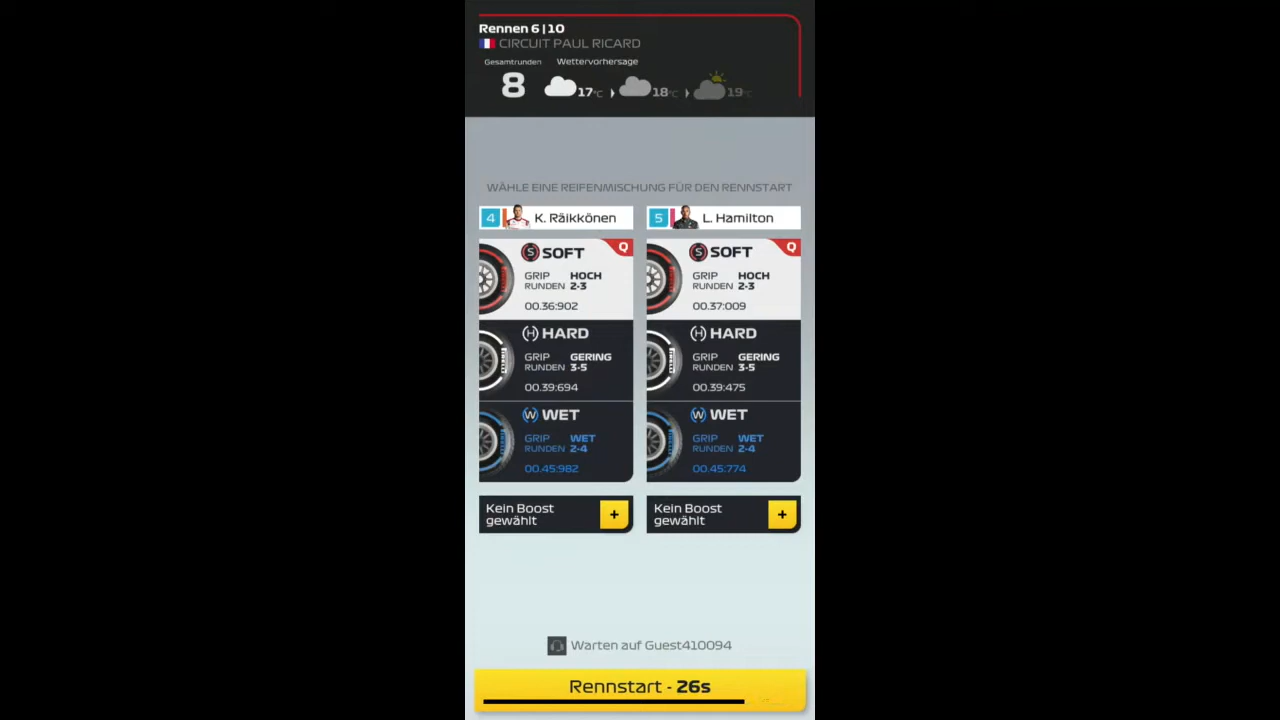 Rennen 6|10
CIRCUIT PAUL RICARD
Gesamtrunden Wettervorhersage
8 17°C 18°C 19°C
WÄHLE EINE REIFENMISCHUNG FÜR DEN RENNSTART
4 K. Räikkönen
S SOFT Q
GRIP HOCH
RUNDEN 2-3
00.36:902
H HARD
GRIP GERING
RUNDEN 3-5
00.39:694
W WET
GRIP WET
RUNDEN 2-4
00.45:982
Kein Boost
gewählt +
5 L. Hamilton
S SOFT Q
GRIP HOCH
RUNDEN 2-3
00.37:009
H HARD
GRIP GERING
RUNDEN 3-5
00.39:475
W WET
GRIP WET
RUNDEN 2-4
00.45:774
Kein Boost
gewählt +
Warten auf Guest410094
Rennstart - 26s